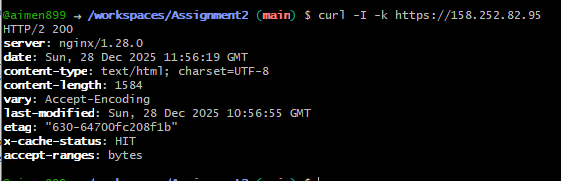 @aimen899 → /workspaces/Assignment2 (main) $ curl -I -k https://158.252.82.95
HTTP/2 200
server: nginx/1.28.0
date: Sun, 28 Dec 2025 11:56:19 GMT
content-type: text/html; charset=UTF-8
content-length: 1584
vary: Accept-Encoding
last-modified: Sun, 28 Dec 2025 10:56:55 GMT
etag: "630-64700fc208f1b"
x-cache-status: HIT
accept-ranges: bytes